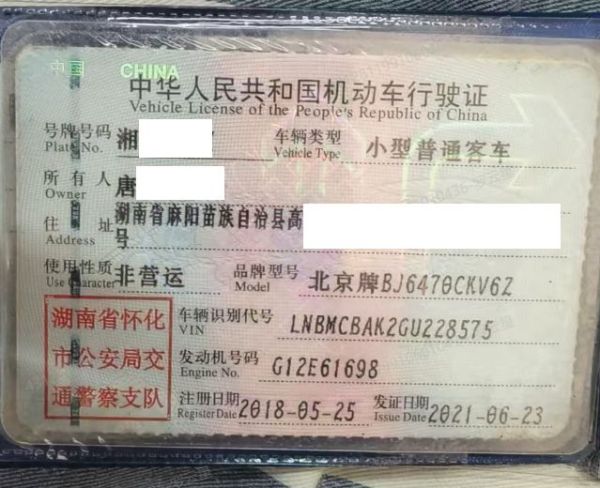 中国 CHINA
中华人民共和国机动车行驶证
Vehicle License of the People's Republic of China
号牌号码 湘 车辆类型 小型普通客车
Plate No. Vehicle Type
所有人 唐
Owner
住址 湖南省麻阳苗族自治县高
Address 号
使用性质 非营运 品牌型号 北京牌BJ6470CKV6Z
Use Character Model
湖南省怀化
市公安局交
通警察支队
车辆识别代号 LNBMCBAK2GU228575
VIN
发动机号码 G12E61698
Engine No.
注册日期 2018-05-25 发证日期 2021-06-23
Register Date Issue Date